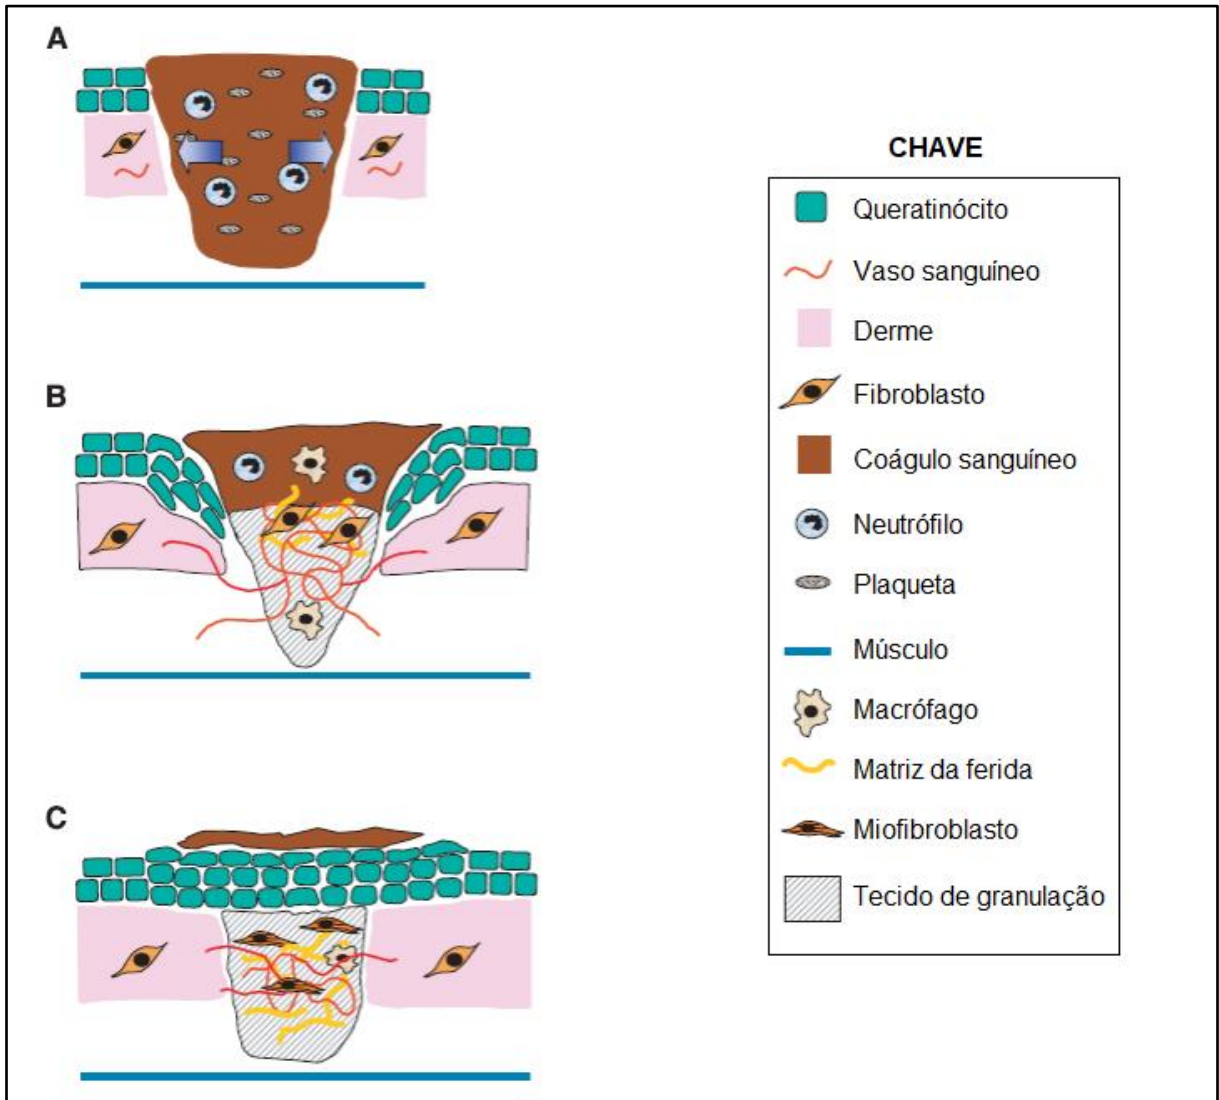 A
B
C
CHAVE
Queratinócito
Vaso sanguíneo
Derme
Fibroblasto
Coágulo sanguíneo
Neutrófilo
Plaqueta
Músculo
Macrófago
Matriz da ferida
Miofibroblasto
Tecido de granulação